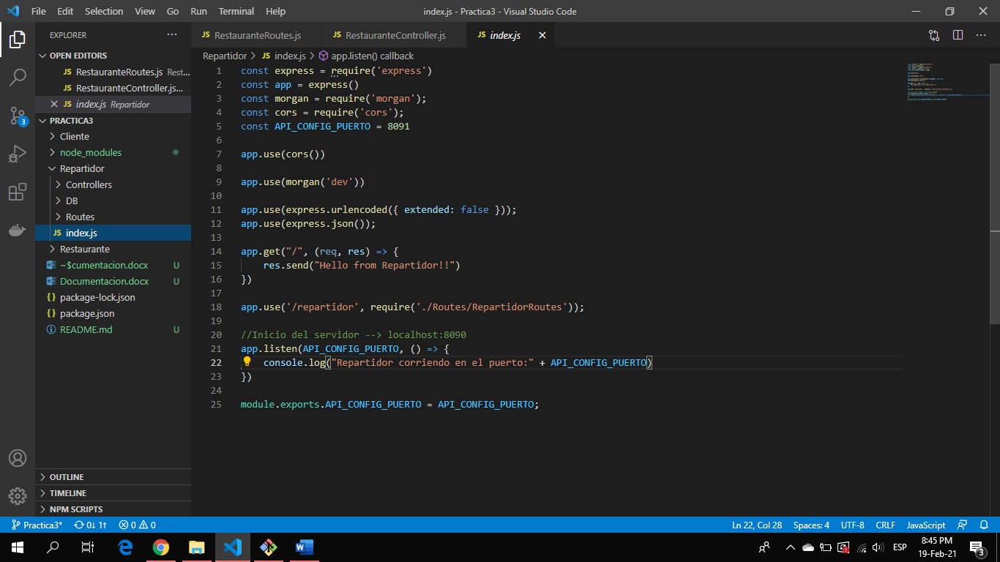 File Edit Selection View Go Run Terminal Help
index.js - Practica3 - Visual Studio Code
EXPLORER
OPEN EDITORS
RestauranteRoutes.js Rest...
RestauranteController.js...
index.js Repartidor
PRACTICA3
Cliente
node_modules
Repartidor
Controllers
DB
Routes
JS index.js
Restaurante
~$cumentacion.docx U
Documentacion.docx U
package-lock.json
package.json
README.md U
OUTLINE
TIMELINE
NPM SCRIPTS
JS RestauranteRoutes.js JS RestauranteController.js JS index.js
Repartidor > JS index.js > app.listen() callback
1 const express = require('express')
2 const app = express()
3 const morgan = require('morgan');
4 const cors = require('cors');
5 const API_CONFIG_PUERTO = 8091
6
7 app.use(cors())
8
9 app.use(morgan('dev'))
10
11 app.use(express.urlencoded({ extended: false }));
12 app.use(express.json());
13
14 app.get("/", (req, res) => {
15 res.send("Hello from Repartidor!!")
16 })
17
18 app.use('/repartidor', require('./Routes/RepartidorRoutes'));
19
20 //Inicio del servidor --> localhost:8090
21 app.listen(API_CONFIG_PUERTO, () => {
22 console.log("Repartidor corriendo en el puerto:" + API_CONFIG_PUERTO)
23 })
24
25 module.exports.API_CONFIG_PUERTO = API_CONFIG_PUERTO;
3
Practica3* 0↓ 1↑ 0 0
Ln 22, Col 28 Spaces: 4 UTF-8 CRLF JavaScript
ESP
8:45 PM
19-Feb-21
3